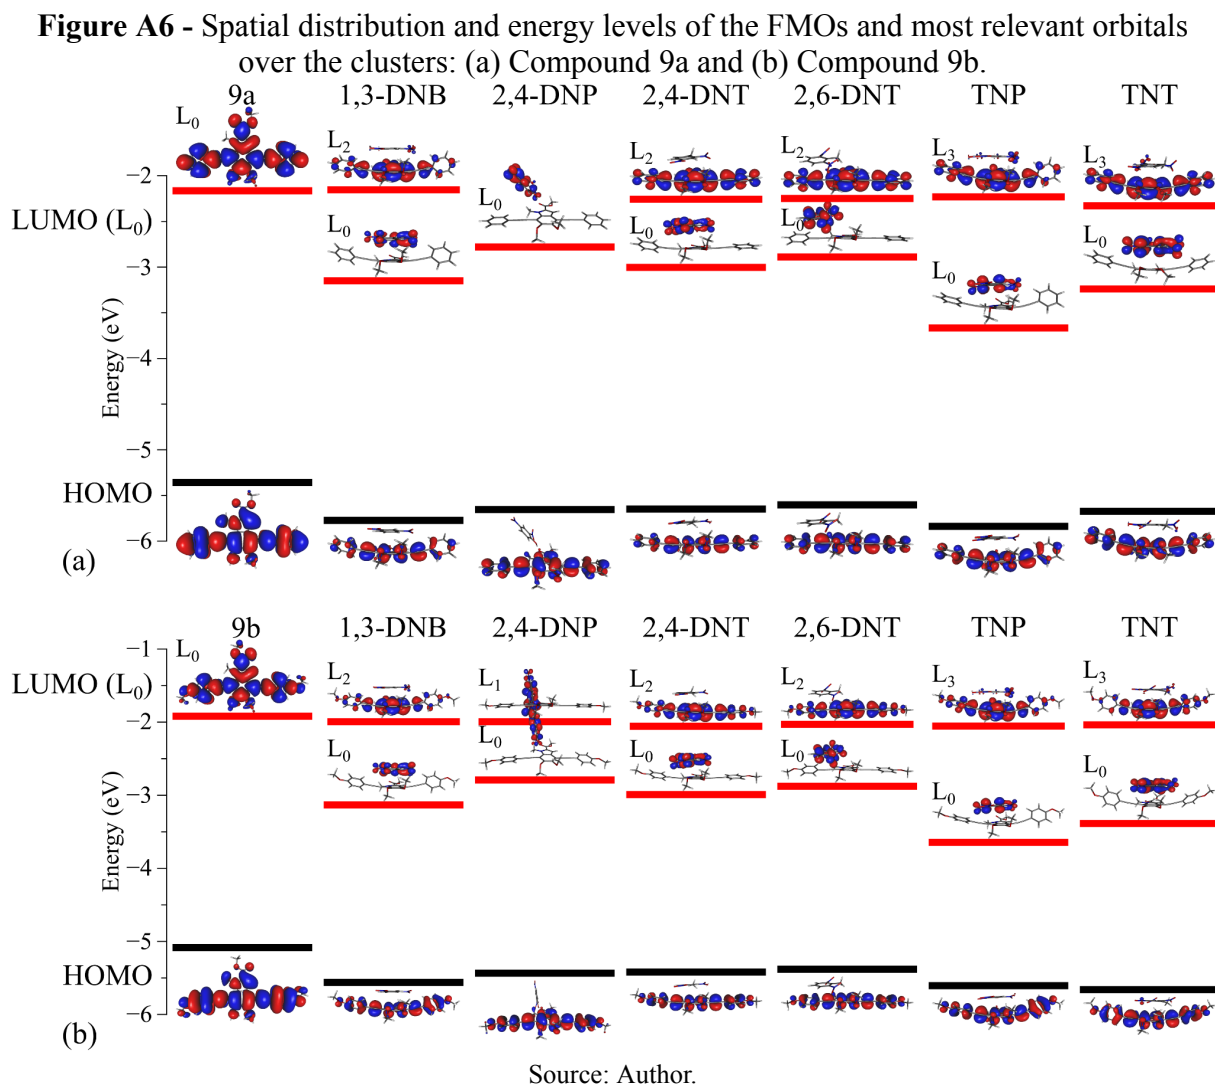 Figure A6 - Spatial distribution and energy levels of the FMOs and most relevant orbitals
over the clusters: (a) Compound 9a and (b) Compound 9b.
9a 1,3-DNB 2,4-DNP 2,4-DNT 2,6-DNT TNP TNT
L0 L2 L2 L2 L3 L3
−2
LUMO (L0) L0 L0 L0 L0 L0 L0
−3
Energy (eV)
−4
−5
HOMO
−6
(a)
9b 1,3-DNB 2,4-DNP 2,4-DNT 2,6-DNT TNP TNT
−1
L0 L2 L1 L2 L2 L3 L3
LUMO (L0)
−2
L0 L0 L0 L0 L0 L0
−3
Energy (eV)
−4
−5
HOMO
−6
(b)
Source: Author.